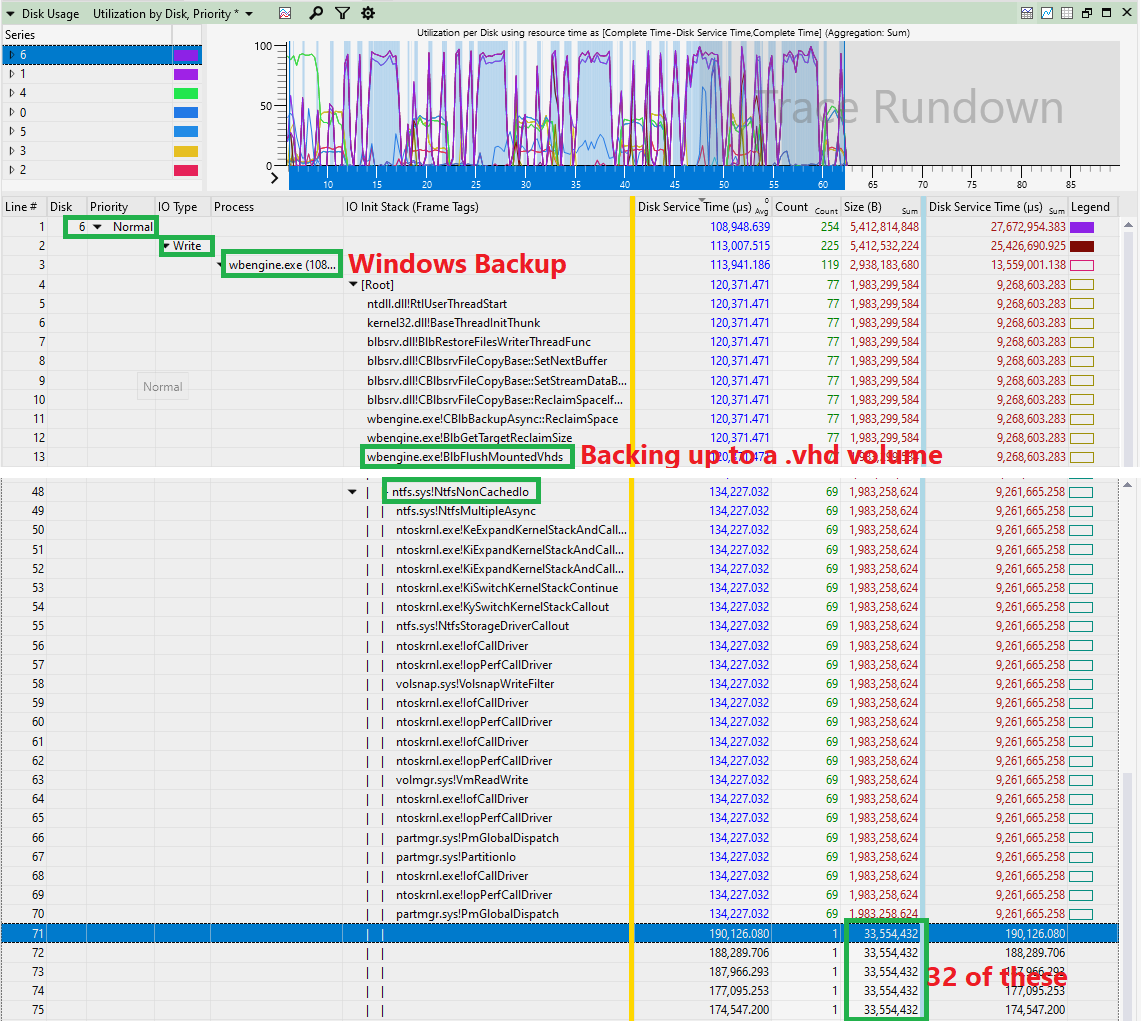 Disk Usage Utilization by Disk, Priority *
Series
6
1
4
0
5
3
2
Utilization per Disk using resource time as [Complete Time-Disk Service Time,Complete Time] (Aggregation: Sum)
100
50
0
Trace Rundown
10 15 20 25 30 35 40 45 50 55 60 65 70 75 80 85
Line # Disk Priority IO Type Process IO Init Stack (Frame Tags) Disk Service Time (µs) Avg 0 Count Count Size (B) Sum Disk Service Time (µs) Sum Legend
1 6 Normal 108,948.639 254 5,412,814,848 27,672,954.383
2 Write 113,007.515 225 5,412,532,224 25,426,690.925
3 wbengine.exe (108... Windows Backup 113,941.186 119 2,938,183,680 13,559,001.138
4 [Root] 120,371.471 77 1,983,299,584 9,268,603.283
5 ntdll.dll!RtlUserThreadStart 120,371.471 77 1,983,299,584 9,268,603.283
6 kernel32.dll!BaseThreadInitThunk 120,371.471 77 1,983,299,584 9,268,603.283
7 blbsrv.dll!BlbRestoreFilesWriterThreadFunc 120,371.471 77 1,983,299,584 9,268,603.283
8 blbsrv.dll!CBlbsrvFileCopyBase::SetNextBuffer 120,371.471 77 1,983,299,584 9,268,603.283
9 blbsrv.dll!CBlbsrvFileCopyBase::SetStreamDataB... 120,371.471 77 1,983,299,584 9,268,603.283
Normal
10 blbsrv.dll!CBlbsrvFileCopyBase::ReclaimSpaceIf... 120,371.471 77 1,983,299,584 9,268,603.283
11 wbengine.exe!CBlbBackupAsync::ReclaimSpace 120,371.471 77 1,983,299,584 9,268,603.283
12 wbengine.exe!BlbGetTargetReclaimSize 120,371.471 77 1,983,299,584 9,268,603.283
13 wbengine.exe!BlbFlushMountedVhds Backing up to a .vhd volume 120,371.471 77 1,983,299,584 9,268,603.283
48 ntfs.sys!NtfsNonCachedIo 134,227.032 69 1,983,258,624 9,261,665.258
49 ntfs.sys!NtfsMultipleAsync 134,227.032 69 1,983,258,624 9,261,665.258
50 ntoskrnl.exe!KeExpandKernelStackAndCall... 134,227.032 69 1,983,258,624 9,261,665.258
51 ntoskrnl.exe!KiExpandKernelStackAndCall... 134,227.032 69 1,983,258,624 9,261,665.258
52 ntoskrnl.exe!KiExpandKernelStackAndCall... 134,227.032 69 1,983,258,624 9,261,665.258
53 ntoskrnl.exe!KiSwitchKernelStackContinue 134,227.032 69 1,983,258,624 9,261,665.258
54 ntoskrnl.exe!KySwitchKernelStackCallout 134,227.032 69 1,983,258,624 9,261,665.258
55 ntfs.sys!NtfsStorageDriverCallout 134,227.032 69 1,983,258,624 9,261,665.258
56 ntoskrnl.exe!IofCallDriver 134,227.032 69 1,983,258,624 9,261,665.258
57 ntoskrnl.exe!IopPerfCallDriver 134,227.032 69 1,983,258,624 9,261,665.258
58 volsnap.sys!VolsnapWriteFilter 134,227.032 69 1,983,258,624 9,261,665.258
59 ntoskrnl.exe!IofCallDriver 134,227.032 69 1,983,258,624 9,261,665.258
60 ntoskrnl.exe!IopPerfCallDriver 134,227.032 69 1,983,258,624 9,261,665.258
61 ntoskrnl.exe!IofCallDriver 134,227.032 69 1,983,258,624 9,261,665.258
62 ntoskrnl.exe!IopPerfCallDriver 134,227.032 69 1,983,258,624 9,261,665.258
63 volmgr.sys!VmReadWrite 134,227.032 69 1,983,258,624 9,261,665.258
64 ntoskrnl.exe!IofCallDriver 134,227.032 69 1,983,258,624 9,261,665.258
65 ntoskrnl.exe!IopPerfCallDriver 134,227.032 69 1,983,258,624 9,261,665.258
66 partmgr.sys!PmGlobalDispatch 134,227.032 69 1,983,258,624 9,261,665.258
67 partmgr.sys!PartitionIo 134,227.032 69 1,983,258,624 9,261,665.258
68 ntoskrnl.exe!IofCallDriver 134,227.032 69 1,983,258,624 9,261,665.258
69 ntoskrnl.exe!IopPerfCallDriver 134,227.032 69 1,983,258,624 9,261,665.258
70 partmgr.sys!PmGlobalDispatch 134,227.032 69 1,983,258,624 9,261,665.258
71 190,126.080 1 33,554,432 190,126.080
72 188,289.706 1 33,554,432 188,289.706
73 187,966.293 1 33,554,432 187,966.293
32 of these
74 177,095.253 1 33,554,432 177,095.253
75 174,547.200 1 33,554,432 174,547.200